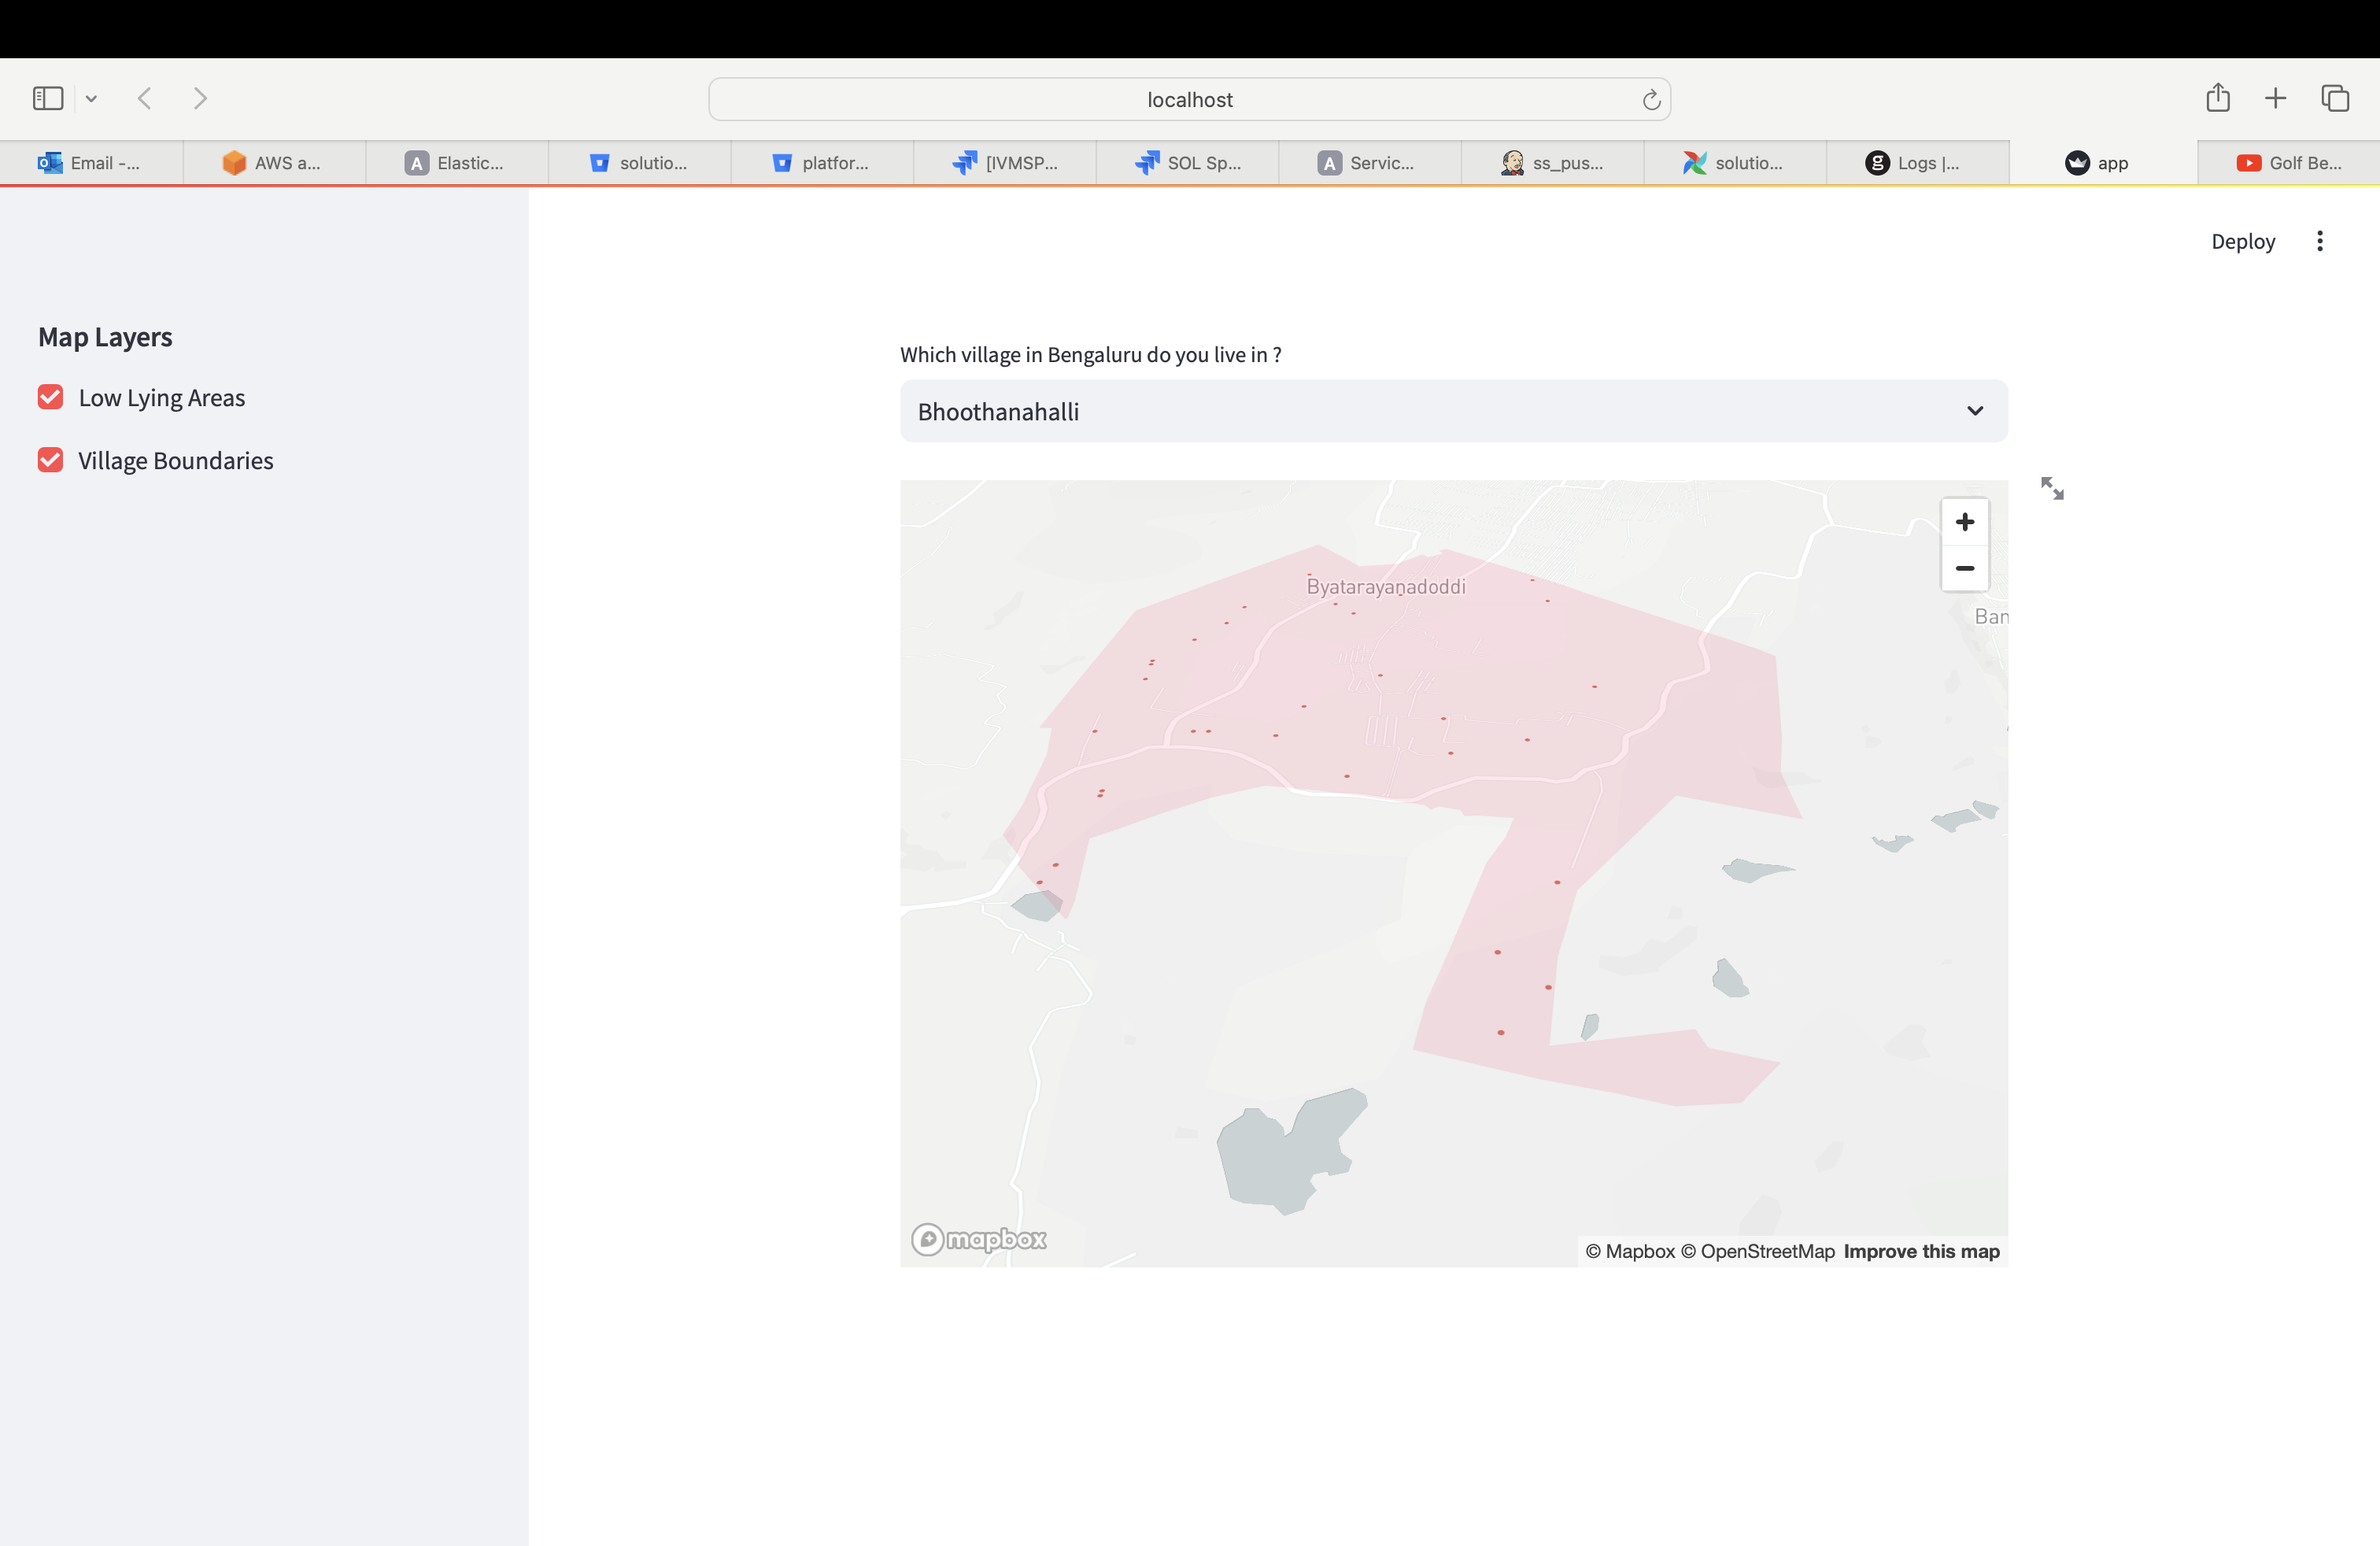 localhost
Email -...
AWS a...
Elastic...
solutio...
platfor...
[IVMSP...
SOL Sp...
Servic...
ss_pus...
solutio...
Logs |...
app
Golf Be...
Deploy
Map Layers
Low Lying Areas
Village Boundaries
Which village in Bengaluru do you live in ?
Bhoothanahalli
Byatarayanadoddi
Ban
mapbox
© Mapbox © OpenStreetMap Improve this map